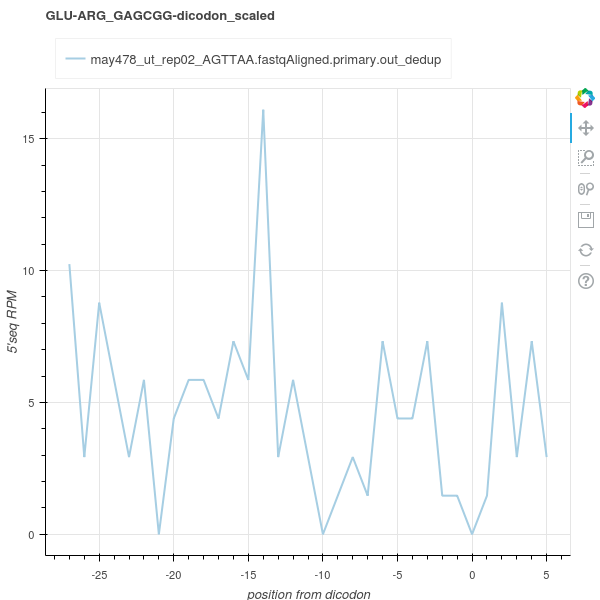 GLU-ARG_GAGCGG-dicodon_scaled
may478_ut_rep02_AGTTAA.fastqAligned.primary.out_dedup
15
10
5
0
5'seq RPM
-25
-20
-15
-10
-5
0
5
position from dicodon